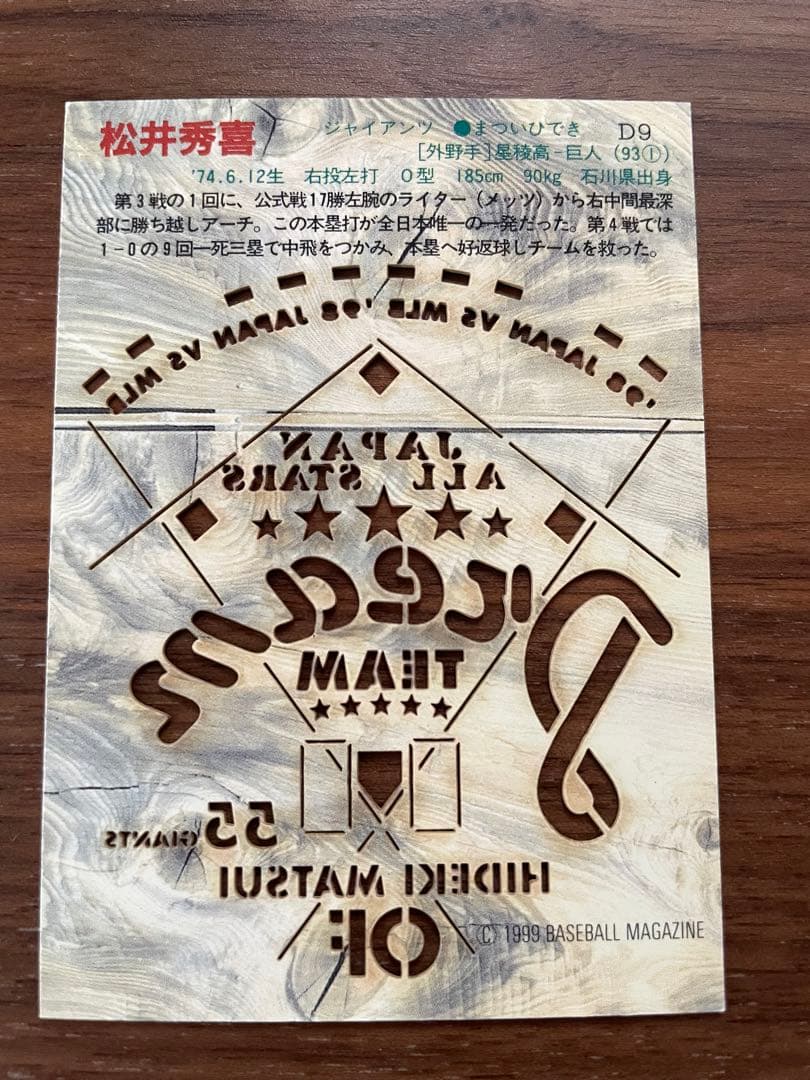 松井秀喜
ジャイアンツ ●まついひでき D9
[外野手]星稜高−巨人(93①)
'74.6.12生 右投左打 O型 185cm 90kg 石川県出身
第3戦の1回に、公式戦17勝左腕のライター(メッツ)から右中間最深
部に勝ち越しアーチ。この本塁打が全日本唯一の一発だった。第4戦では
1-0の9回一死三塁で中飛をつかみ、本塁へ好返球しチームを救った。
'98 JAPAN VS MLB '98 JAPAN VS MLB
JAPAN
ALL STARS
Dream
TEAM
55 GIANTS
HIDEKI MATSUI
OF
(C) 1999 BASEBALL MAGAZINE